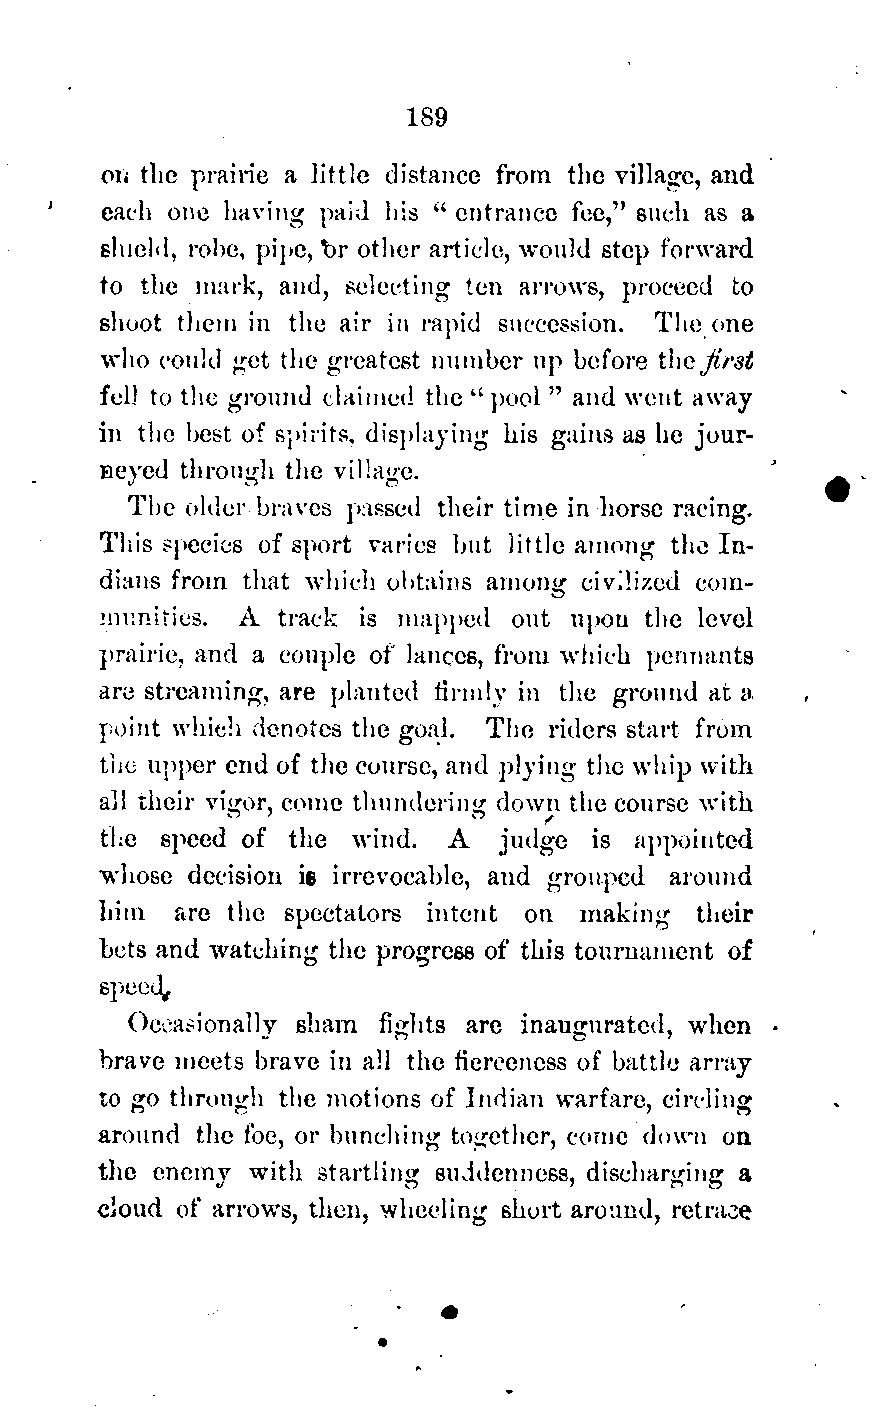 189
on the prairie a little distance from the village, and
each one having paid his “ entrance fee,” such as a
shield, robe, pipe, or other article, would step forward
to the mark, and, selecting ten arrows, proceed to
shoot them in the air in rapid succession. The one
who could get the greatest number up before the first
fell to the ground claimed the “ pool ” and went away
in the best of spirits, displaying his gains as he jour-
neyed through the village.
The older braves passed their time in horse racing.
This species of sport varies but little among the In-
dians from that which obtains among civilized com-
munities. A track is mapped out upon the level
prairie, and a couple of lances, from which pennants
are streaming, are planted firmly in the ground at a
point which denotes the goal. The riders start from
the upper end of the course, and plying the whip with
all their vigor, come thundering down the course with
the speed of the wind. A judge is appointed
whose decision is irrevocable, and grouped around
him are the spectators intent on making their
bets and watching the progress of this tournament of
speed.
Occasionally sham fights are inaugurated, when
brave meets brave in all the fierceness of battle array
to go through the motions of Indian warfare, circling
around the foe, or bunching together, come down on
the enemy with startling suddenness, discharging a
cloud of arrows, then, wheeling short around, retrace